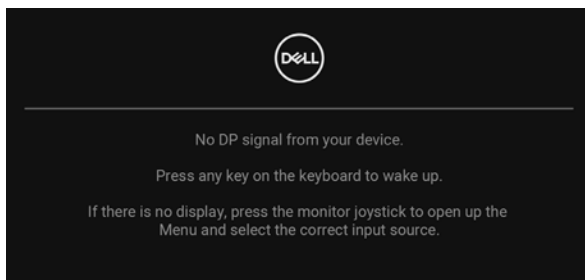 DELL
No DP signal from your device.
Press any key on the keyboard to wake up.
If there is no display, press the monitor joystick to open up the
Menu and select the correct input source.